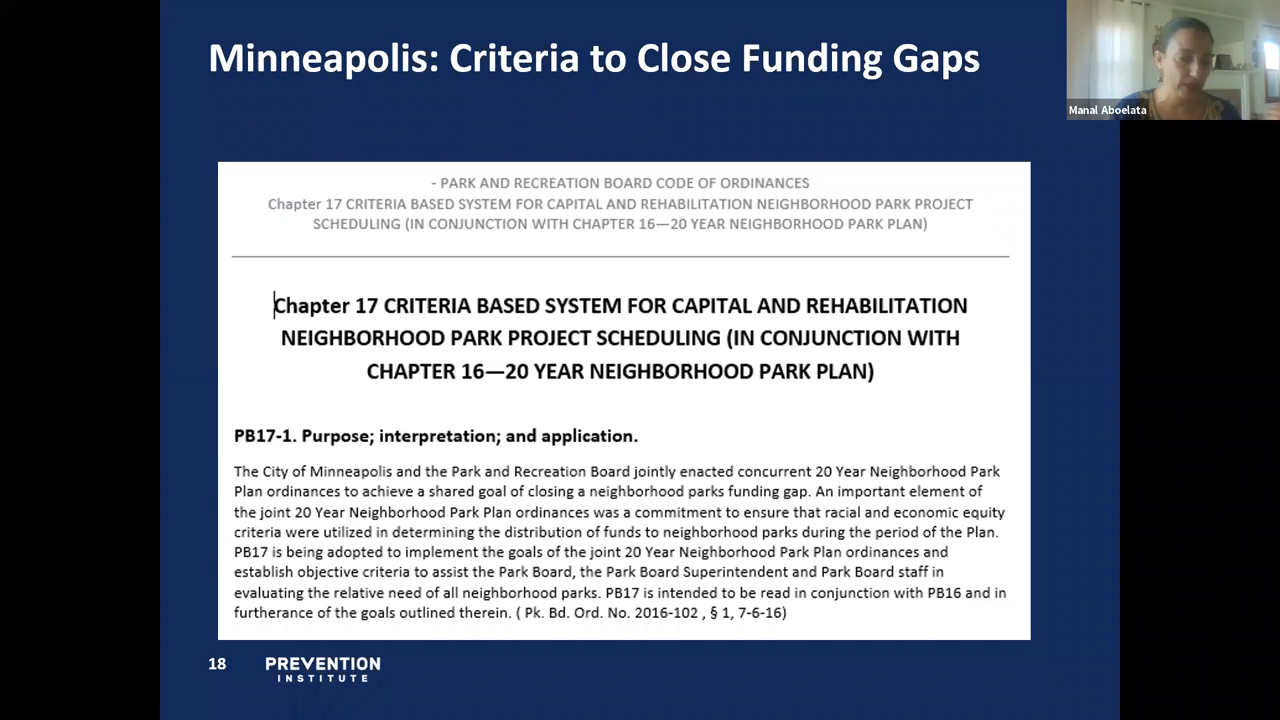 Minneapolis: Criteria to Close Funding Gaps
Manal Aboelata
- PARK AND RECREATION BOARD CODE OF ORDINANCES
Chapter 17 CRITERIA BASED SYSTEM FOR CAPITAL AND REHABILITATION NEIGHBORHOOD PARK PROJECT
SCHEDULING (IN CONJUNCTION WITH CHAPTER 16—20 YEAR NEIGHBORHOOD PARK PLAN)
Chapter 17 CRITERIA BASED SYSTEM FOR CAPITAL AND REHABILITATION
NEIGHBORHOOD PARK PROJECT SCHEDULING (IN CONJUNCTION WITH
CHAPTER 16—20 YEAR NEIGHBORHOOD PARK PLAN)
PB17-1. Purpose; interpretation; and application.
The City of Minneapolis and the Park and Recreation Board jointly enacted concurrent 20 Year Neighborhood Park
Plan ordinances to achieve a shared goal of closing a neighborhood parks funding gap. An important element of
the joint 20 Year Neighborhood Park Plan ordinances was a commitment to ensure that racial and economic equity
criteria were utilized in determining the distribution of funds to neighborhood parks during the period of the Plan.
PB17 is being adopted to implement the goals of the joint 20 Year Neighborhood Park Plan ordinances and
establish objective criteria to assist the Park Board, the Park Board Superintendent and Park Board staff in
evaluating the relative need of all neighborhood parks. PB17 is intended to be read in conjunction with PB16 and in
furtherance of the goals outlined therein. ( Pk. Bd. Ord. No. 2016-102 , § 1, 7-6-16)
18
PREVENTION
INSTITUTE